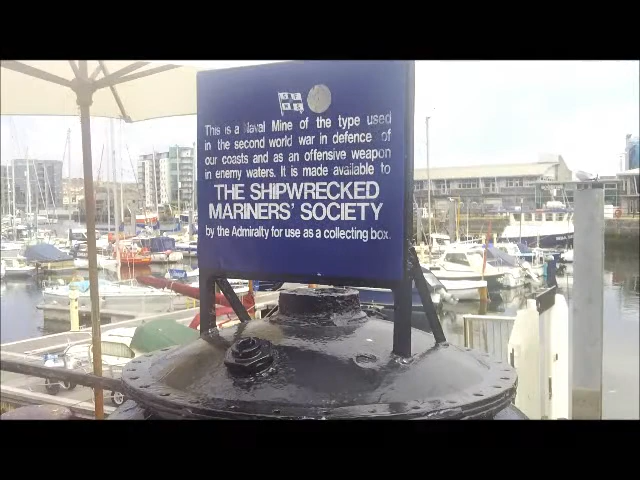 This is a Naval Mine of the type used
in the second world war in defence of
our coasts and as an offensive weapon
in enemy waters. It is made available to
THE SHIPWRECKED
MARINERS' SOCIETY
by the Admiralty for use as a collecting box.